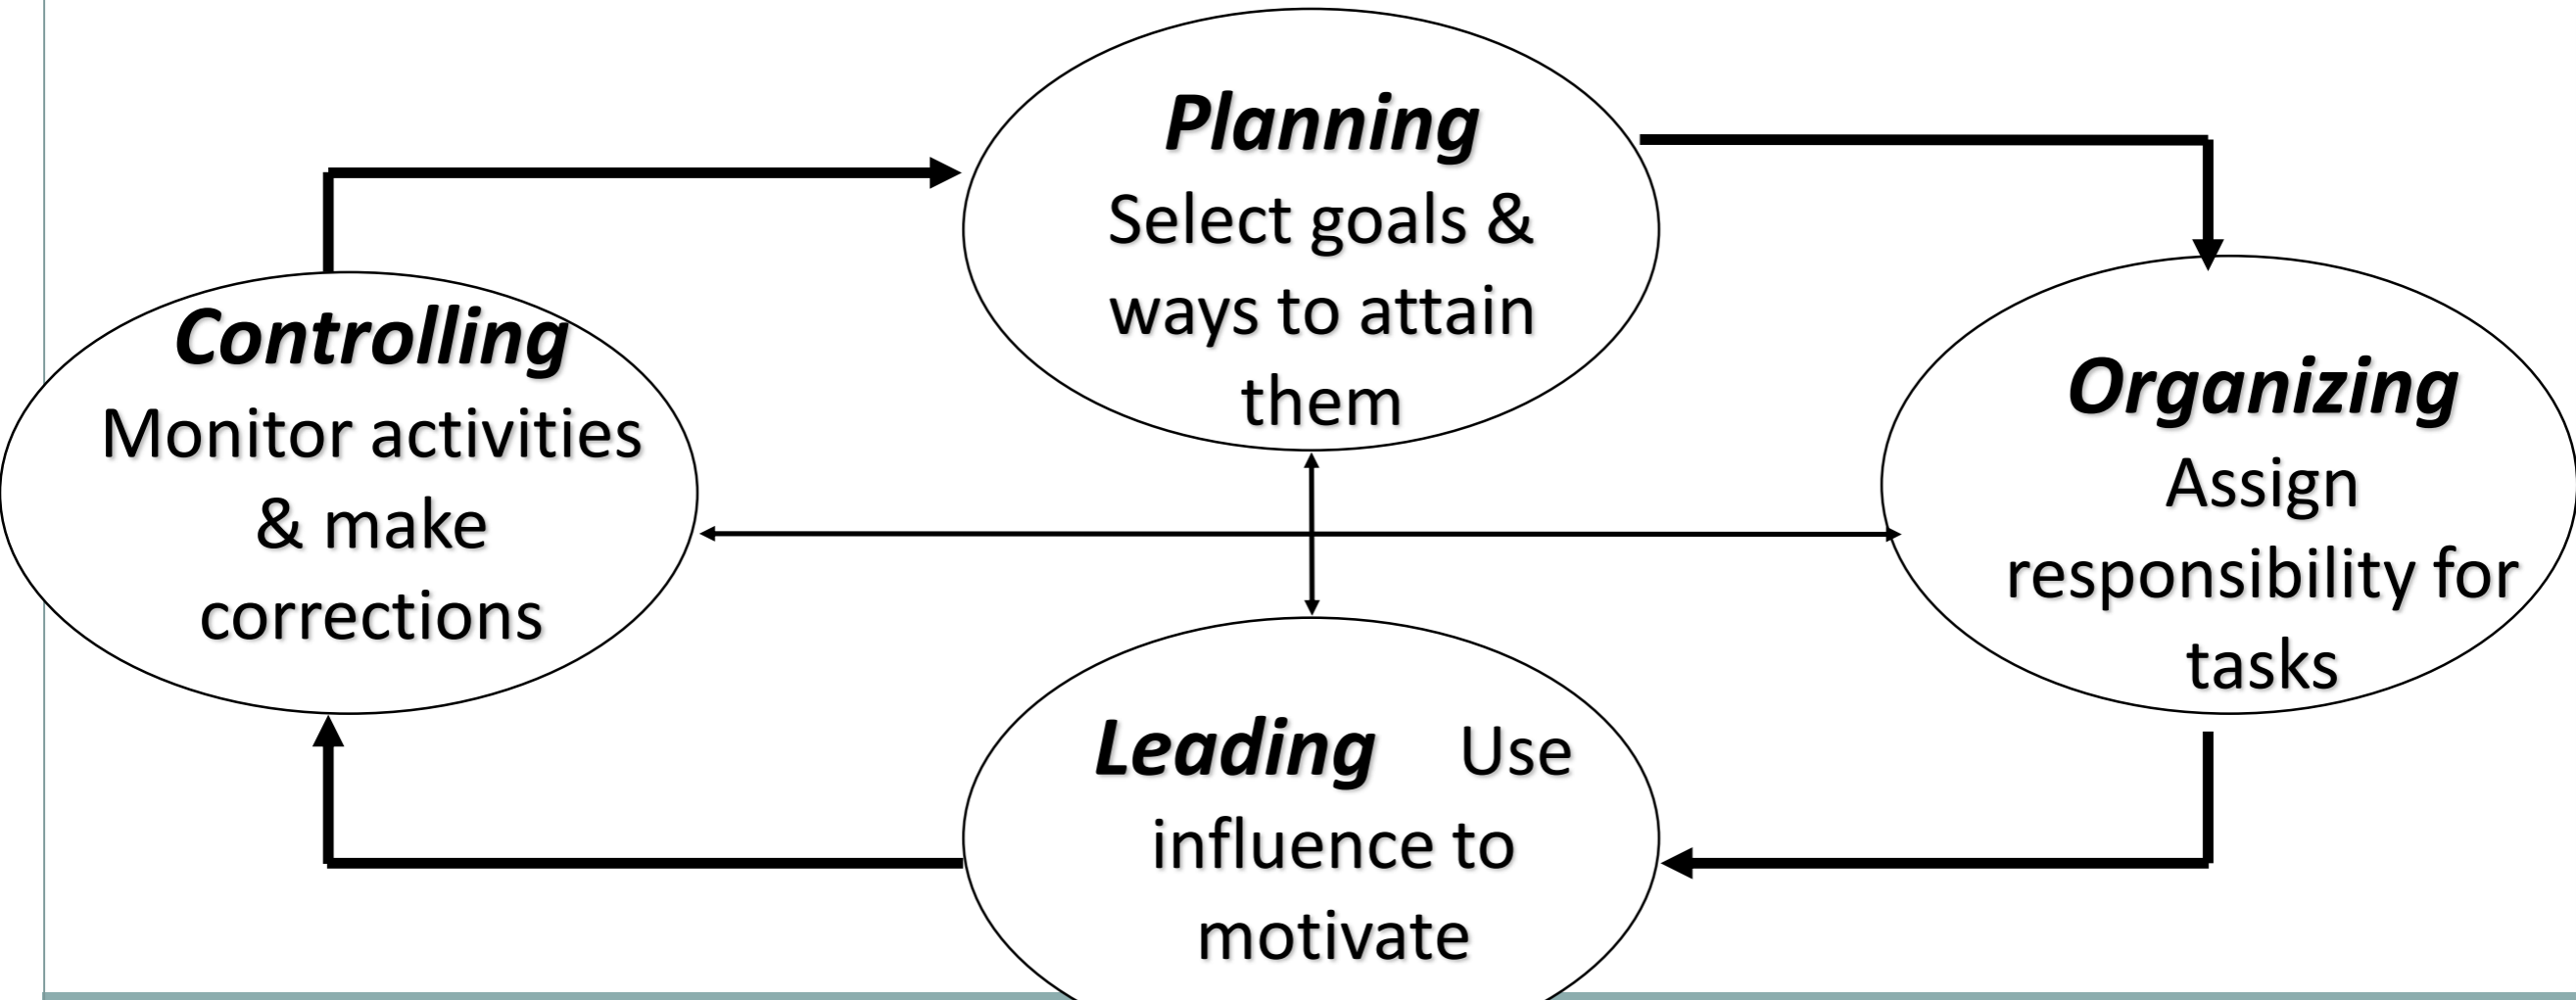 Planning
Select goals &
ways to attain
them
Controlling
Monitor activities
& make
corrections
Organizing
Assign
responsibility for
tasks
Leading Use
influence to
motivate